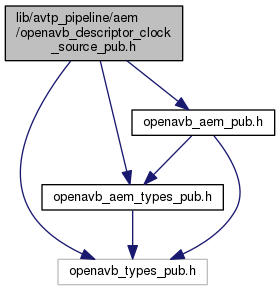 lib/avtp_pipeline/aem
/openavb_descriptor_clock
_source_pub.h
openavb_aem_pub.h
openavb_aem_types_pub.h
openavb_types_pub.h